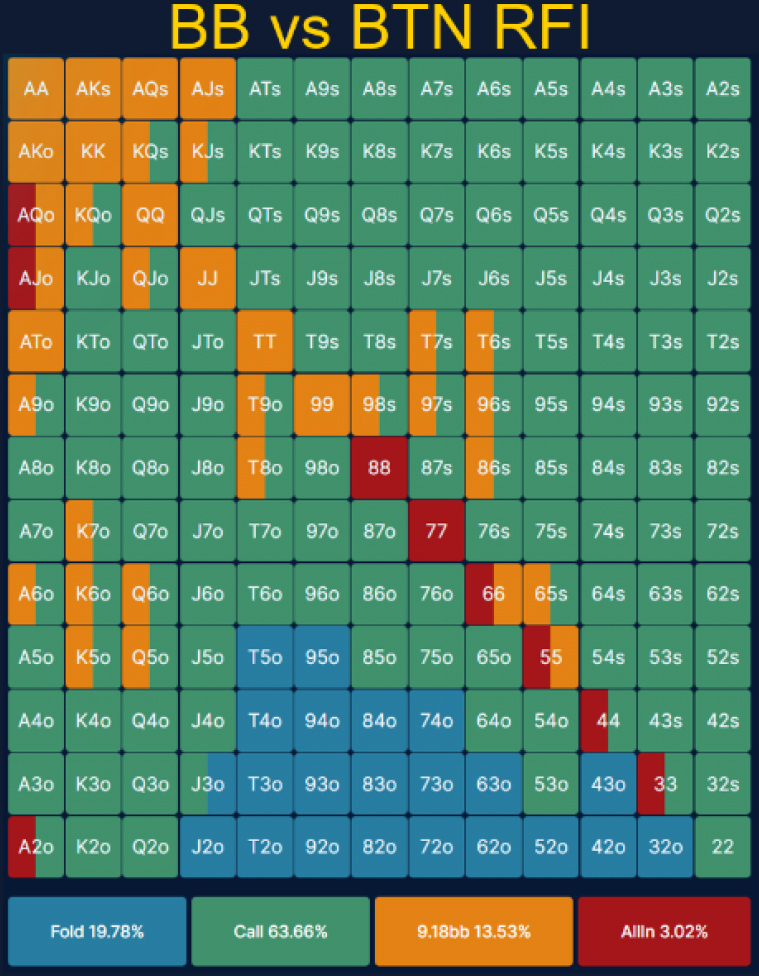 BB vs BTN RFI
AA AKs AQs AJs ATs A9s A8s A7s A6s A5s A4s A3s A2s
AKo KK KQs KJs KTs K9s K8s K7s K6s K5s K4s K3s K2s
AQo KQo QQ QJs QTs Q9s Q8s Q7s Q6s Q5s Q4s Q3s Q2s
AJo KJo QJo JJ JTs J9s J8s J7s J6s J5s J4s J3s J2s
ATo KTo QTo JTo TT T9s T8s T7s T6s T5s T4s T3s T2s
A9o K9o Q9o J9o T9o 99 98s 97s 96s 95s 94s 93s 92s
A8o K8o Q8o J8o T8o 98o 88 87s 86s 85s 84s 83s 82s
A7o K7o Q7o J7o T7o 97o 87o 77 76s 75s 74s 73s 72s
A6o K6o Q6o J6o T6o 96o 86o 76o 66 65s 64s 63s 62s
A5o K5o Q5o J5o T5o 95o 85o 75o 65o 55 54s 53s 52s
A4o K4o Q4o J4o T4o 94o 84o 74o 64o 54o 44 43s 42s
A3o K3o Q3o J3o T3o 93o 83o 73o 63o 53o 43o 33 32s
A2o K2o Q2o J2o T2o 92o 82o 72o 62o 52o 42o 32o 22
Fold 19.78% Call 63.66% 9.18bb 13.53% AllIn 3.02%